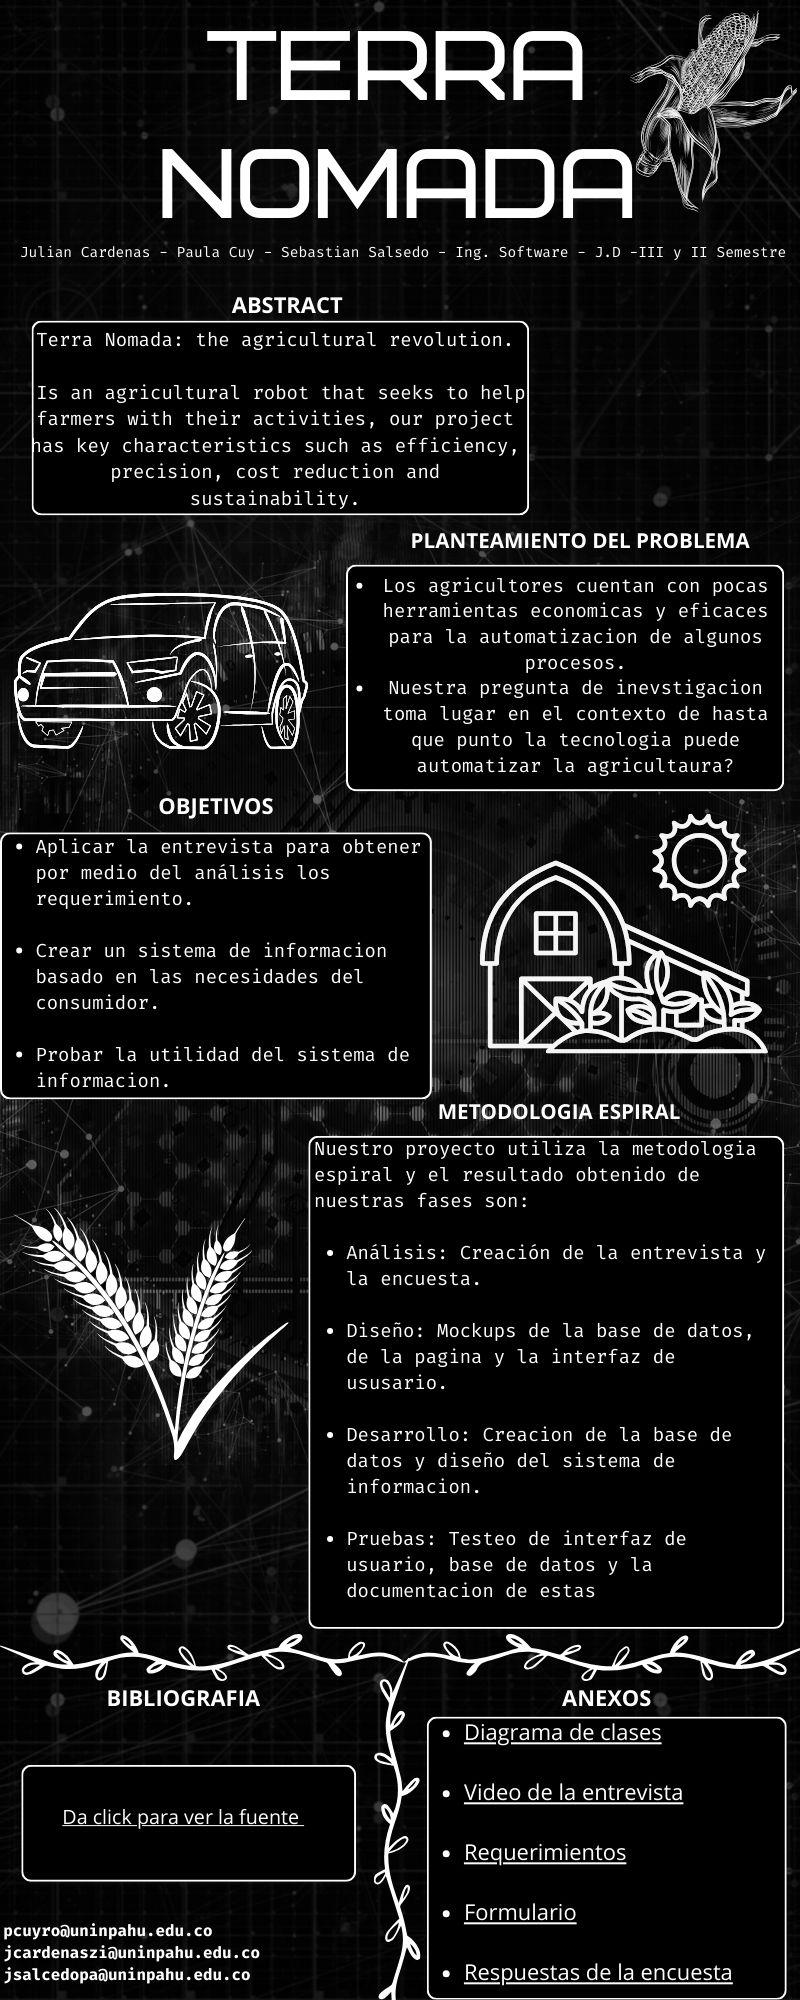 TERRA
NOMADA
Julian Cardenas - Paula Cuy - Sebastian Salsedo - Ing. Software - J.D -III y II Semestre
ABSTRACT
Terra Nomada: the agricultural revolution.
Is an agricultural robot that seeks to help
farmers with their activities, our project
has key characteristics such as efficiency,
precision, cost reduction and
sustainability.
PLANTEAMIENTO DEL PROBLEMA
• Los agricultores cuentan con pocas
herramientas economicas y eficaces
para la automatizacion de algunos
procesos.
• Nuestra pregunta de inevstigacion
toma lugar en el contexto de hasta
que punto la tecnologia puede
automatizar la agricultaura?
OBJETIVOS
• Aplicar la entrevista para obtener
por medio del análisis los
requerimiento.
• Crear un sistema de informacion
basado en las necesidades del
consumidor.
• Probar la utilidad del sistema de
informacion.
METODOLOGIA ESPIRAL
Nuestro proyecto utiliza la metodologia
espiral y el resultado obtenido de
nuestras fases son:
• Análisis: Creación de la entrevista y
la encuesta.
• Diseño: Mockups de la base de datos,
de la pagina y la interfaz de
ususario.
• Desarrollo: Creacion de la base de
datos y diseño del sistema de
informacion.
• Pruebas: Testeo de interfaz de
usuario, base de datos y la
documentacion de estas
BIBLIOGRAFIA
Da click para ver la fuente
pcuyro@uninpahu.edu.co
jcardenaszi@uninpahu.edu.co
jsalcedopa@uninpahu.edu.co
ANEXOS
• Diagrama de clases
• Video de la entrevista
• Requerimientos
• Formulario
• Respuestas de la encuesta